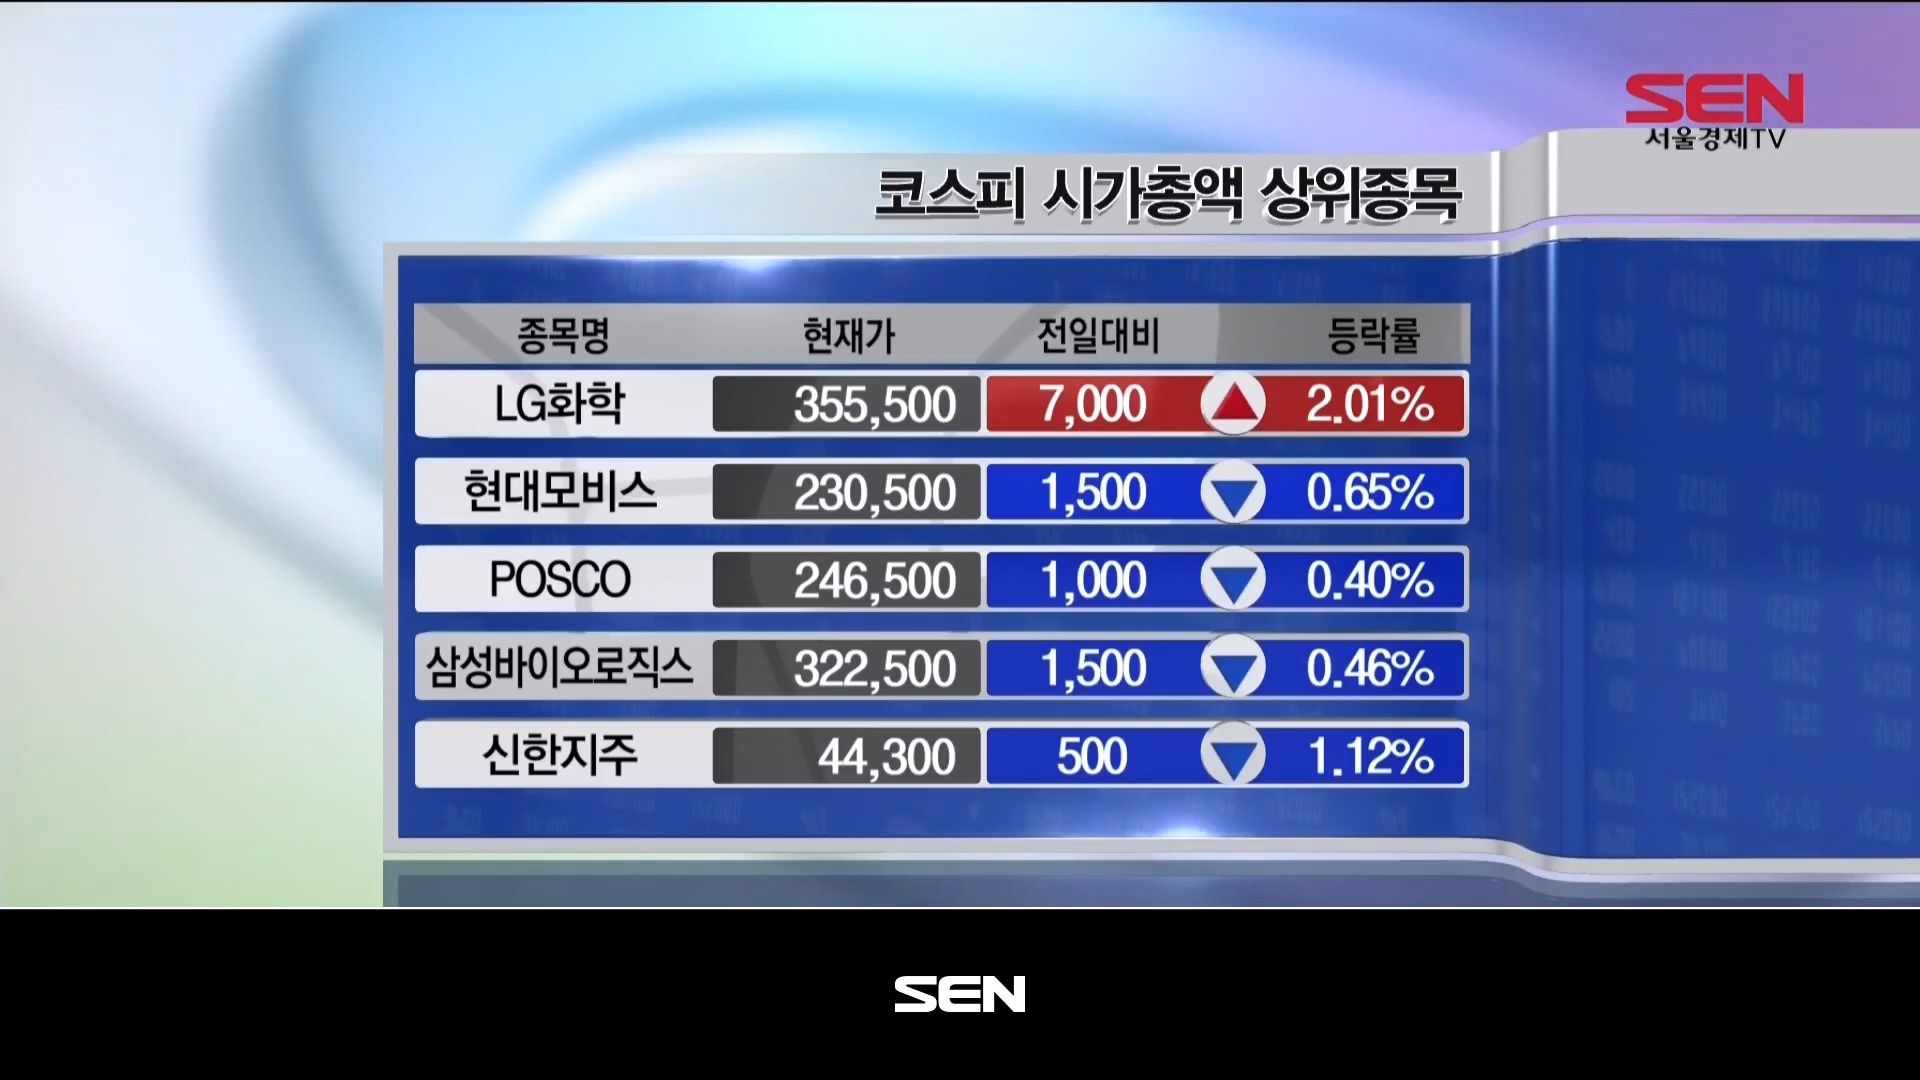 SEN
서울경제TV
코스피 시가총액 상위종목
종목명 현재가 전일대비 등락률
LG화학 355,500 7,000 ▲ 2.01%
현대모비스 230,500 1,500 ▼ 0.65%
POSCO 246,500 1,000 ▼ 0.40%
삼성바이오로직스 322,500 1,500 ▼ 0.46%
신한지주 44,300 500 ▼ 1.12%
SEN